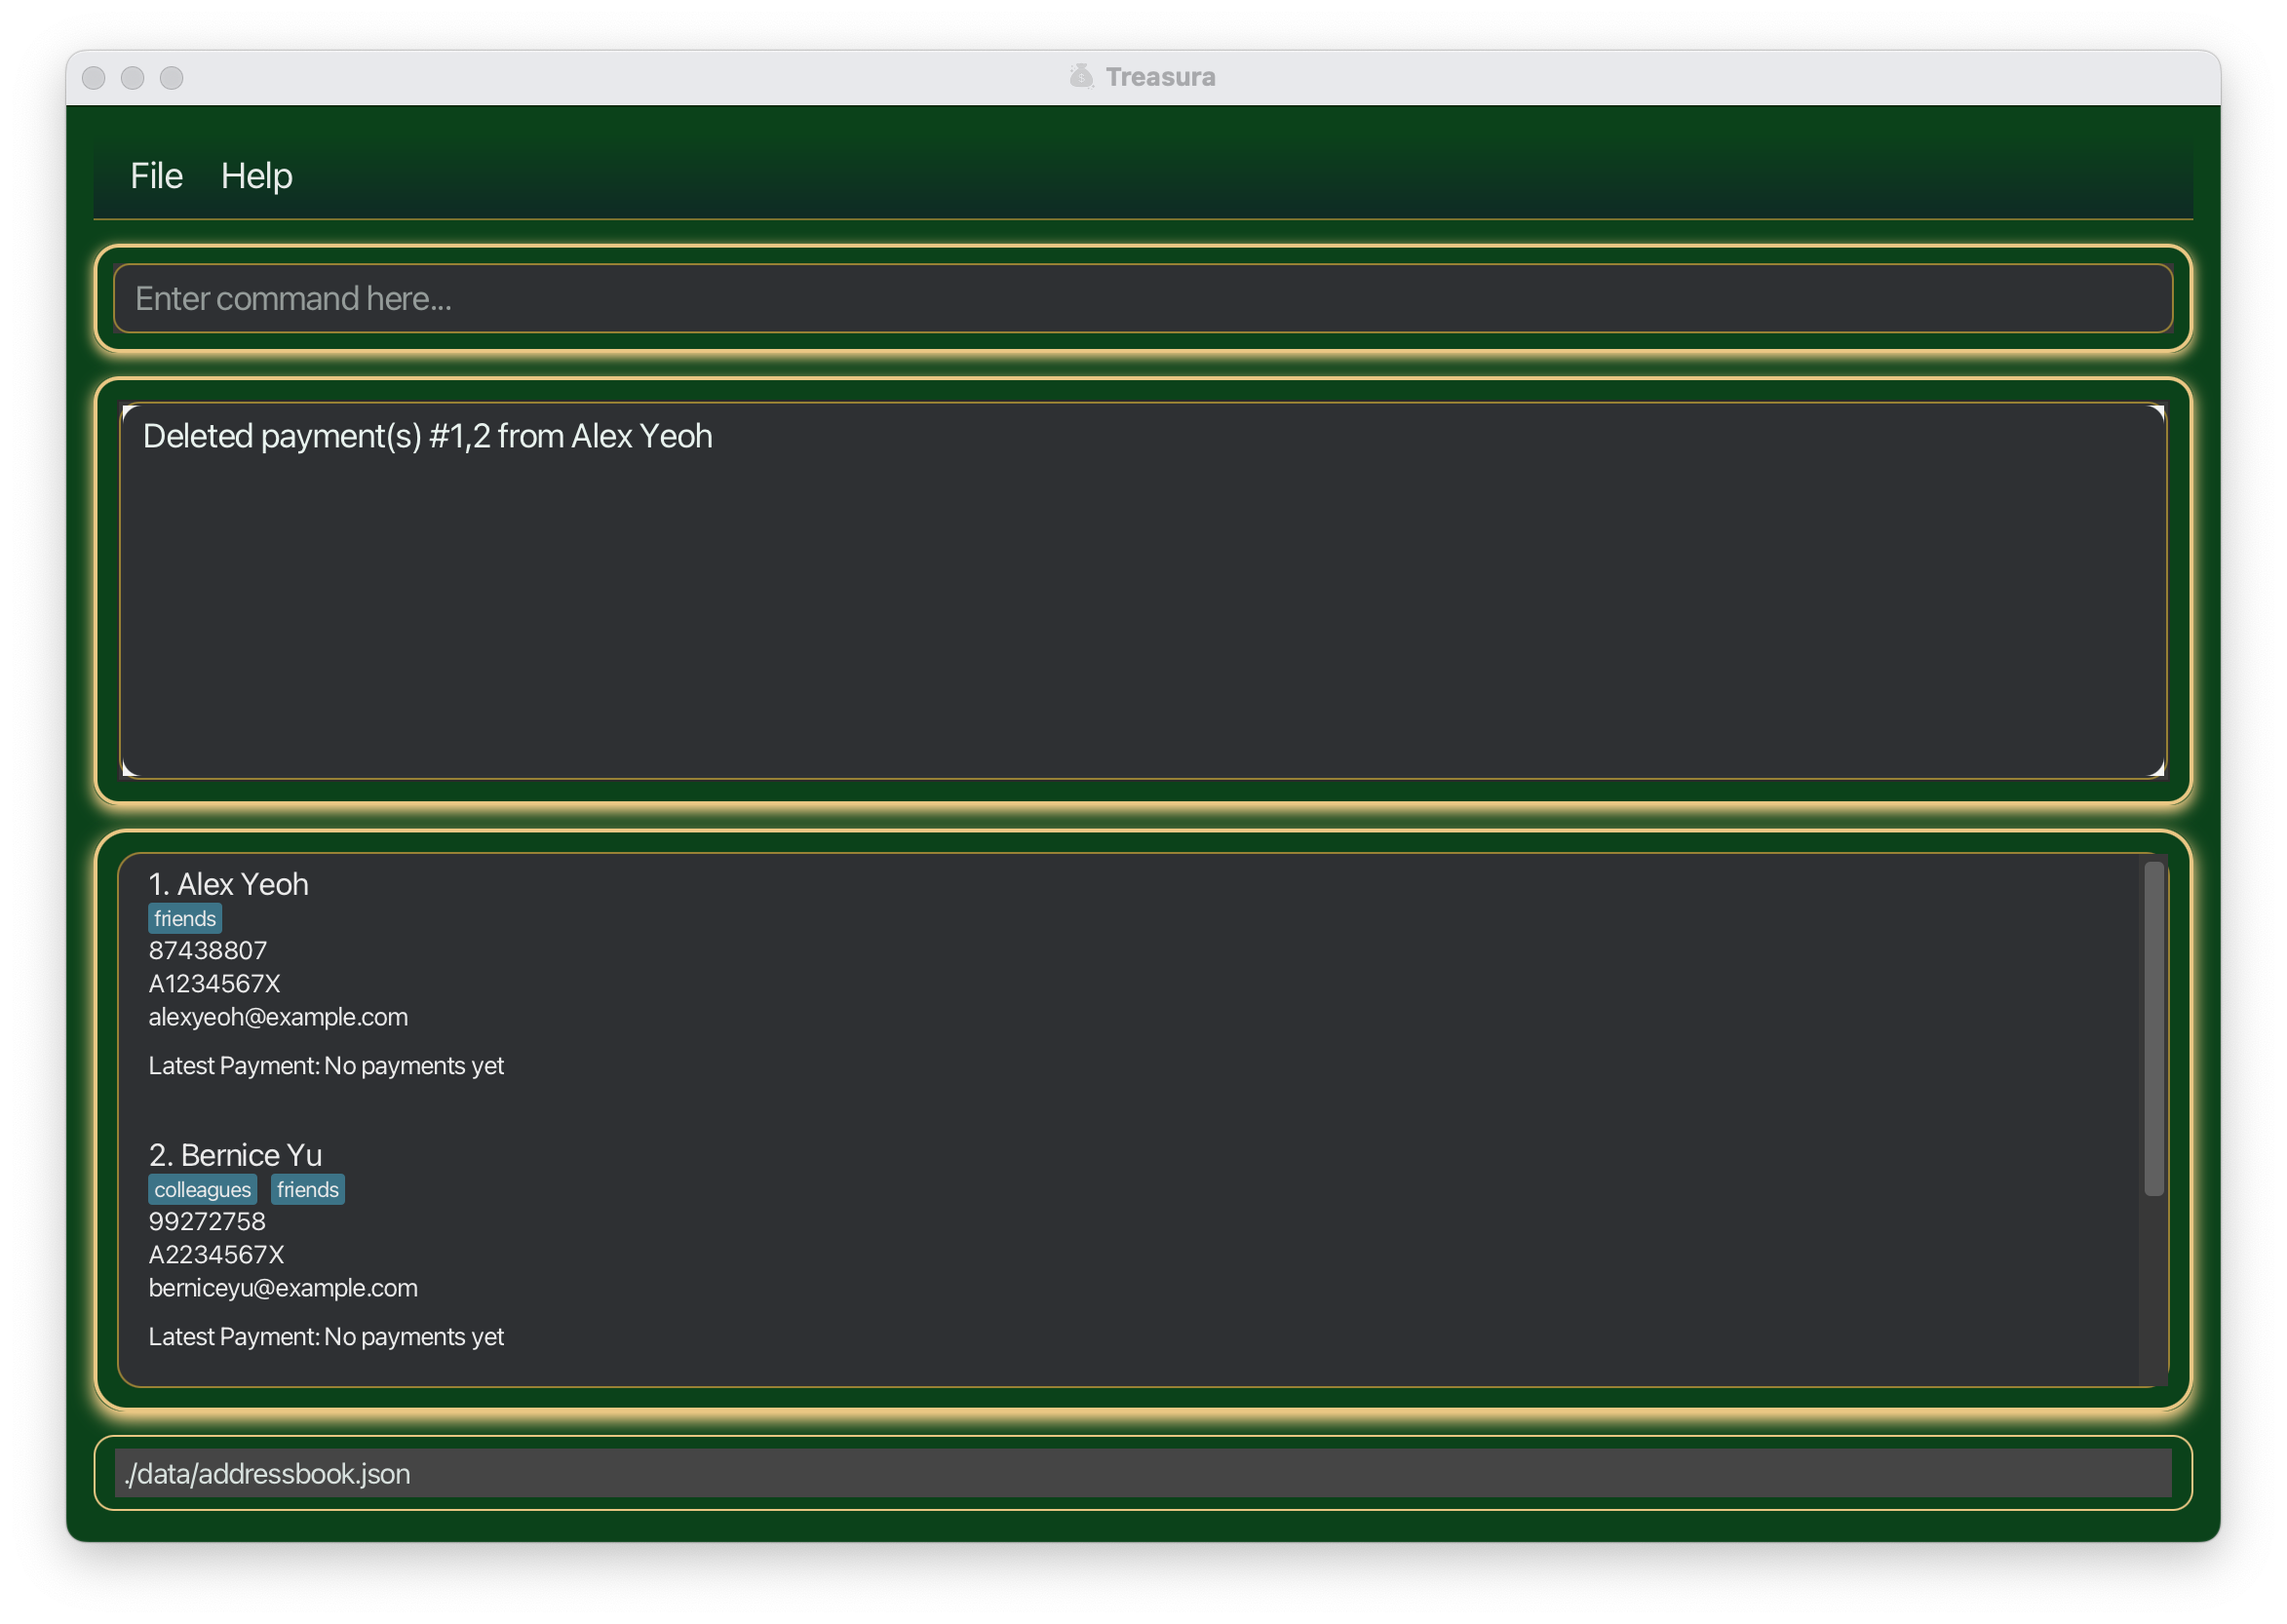 Treasura
File Help
Enter command here...
Deleted payment(s) #1,2 from Alex Yeoh
1. Alex Yeoh
friends
87438807
A1234567X
alexyeoh@example.com
Latest Payment: No payments yet
2. Bernice Yu
colleagues friends
99272758
A2234567X
berniceyu@example.com
Latest Payment: No payments yet
./data/addressbook.json